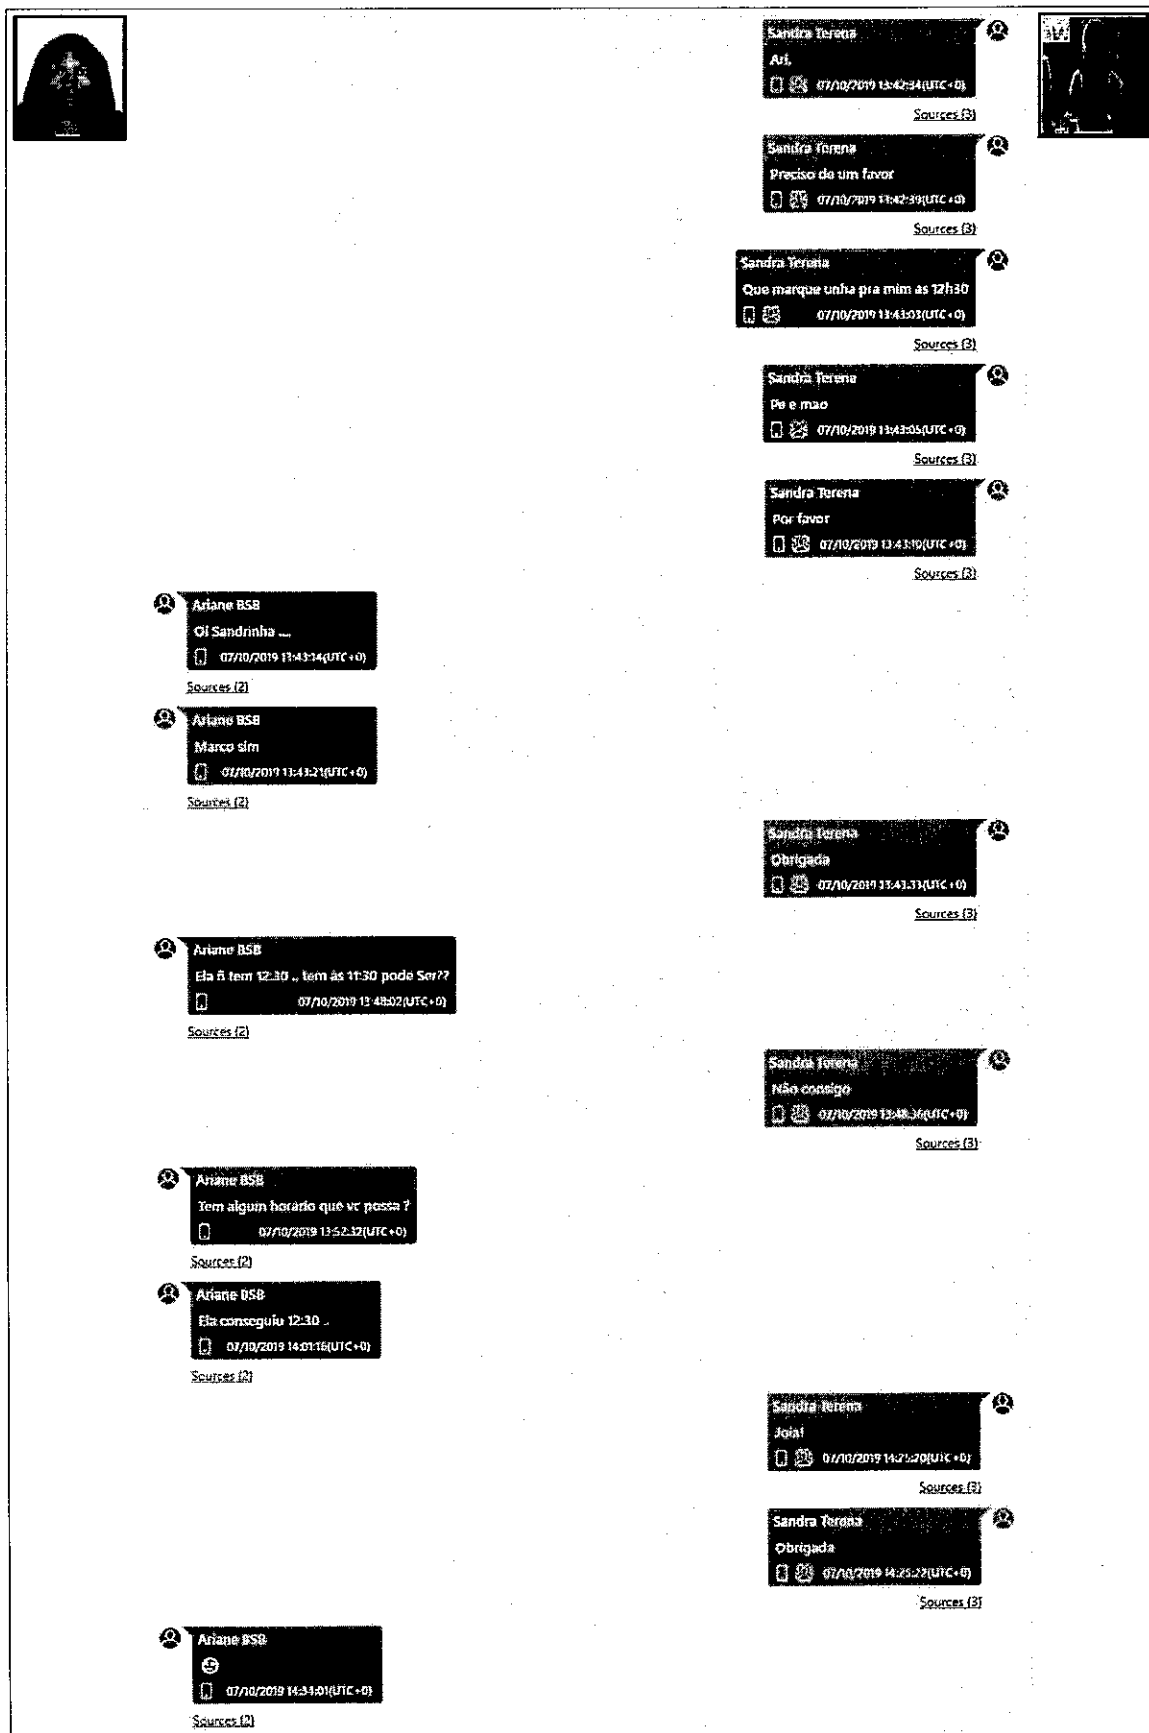 Sandra Terena
Ari,
07/10/2019 13:42:34(UTC+0)
Sources (3)
Sandra Terena
Preciso de um favor
07/10/2019 13:42:39(UTC+0)
Sources (3)
Sandra Terena
Que marque unha pra mim as 12h30
07/10/2019 13:43:03(UTC+0)
Sources (3)
Sandra Terena
Pe e mao
07/10/2019 13:43:05(UTC+0)
Sources (3)
Sandra Terena
Por favor
07/10/2019 13:43:10(UTC+0)
Sources (3)
Ariane BSB
Oi Sandrinha ....
07/10/2019 13:43:14(UTC+0)
Sources (2)
Ariane BSB
Marco sim
07/10/2019 13:43:21(UTC+0)
Sources (2)
Sandra Terena
Obrigada
07/10/2019 13:43:33(UTC+0)
Sources (3)
Ariane BSB
Ela ñ tem 12:30 .. tem às 11:30 pode Ser??
07/10/2019 13:48:02(UTC+0)
Sources (2)
Sandra Terena
Não consigo
07/10/2019 13:48:36(UTC+0)
Sources (3)
Ariane BSB
Tem algum horário que vc possa ?
07/10/2019 13:52:32(UTC+0)
Sources (2)
Ariane BSB
Ela conseguiu 12:30 ..
07/10/2019 14:01:16(UTC+0)
Sources (2)
Sandra Terena
Joia!
07/10/2019 14:25:20(UTC+0)
Sources (3)
Sandra Terena
Obrigada
07/10/2019 14:25:22(UTC+0)
Sources (3)
Ariane BSB
07/10/2019 14:34:01(UTC+0)
Sources (2)